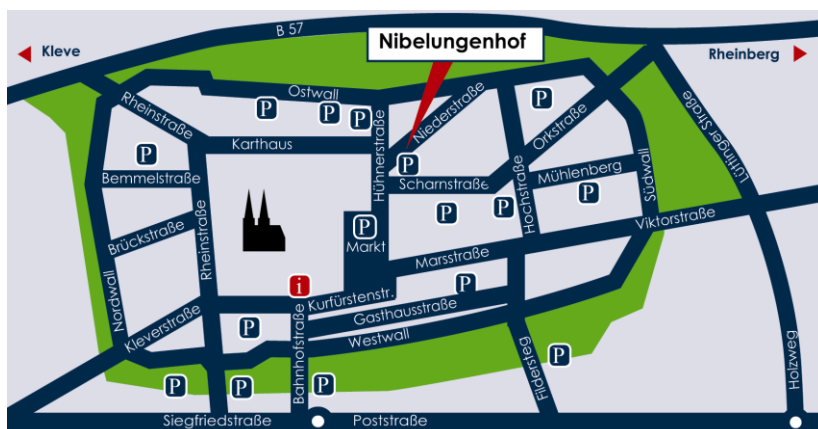 B 57
Kleve
Nibelungenhof
Rheinberg
Ostwall
Rheinstraße
P
P
P
P
Niederstraße
Orkstraße
Lüttinger Straße
Karthaus
Hühnerstraße
P
P
Bemmelstraße
Scharnstraße
Mühlenberg
Südwall
P
P
P
P
Hochstraße
Rheinstraße
Brückstraße
Markt
Marsstraße
Viktorstraße
Nordwall
i
P
Kurfürstenstr.
Gasthausstraße
Kleverstraße
P
Bahnhofstraße
Westwall
Fildersteg
P
Holzweg
P
P
P
Siegfriedstraße
Poststraße